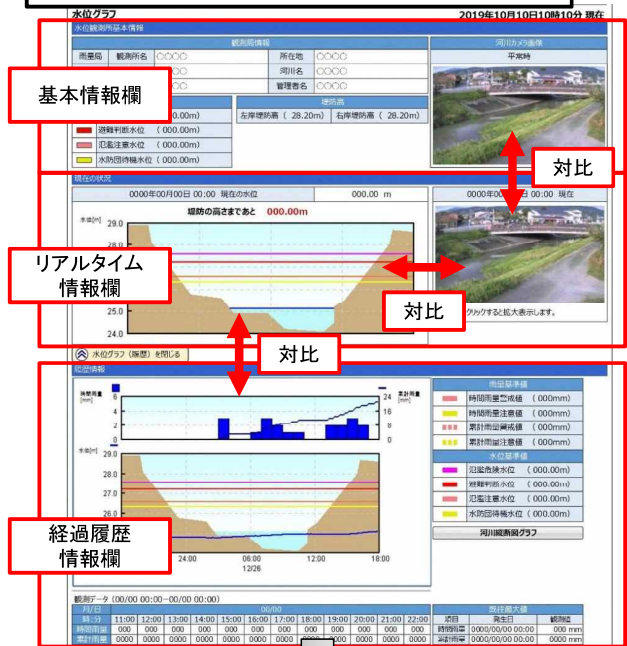 水位グラフ
2019年10月10日10時10分 現在
水位観測所基本情報
観測局情報
河川カメラ画像
雨量局 観測所名 ○○○○ 所在地 ○○○○
平常時
○○○○ 河川名 ○○○○
○○○○ 管理者名 ○○○○
基本情報欄
堤防高
00.00m)
左岸堤防高 ( 28.20m) 右岸堤防高 ( 28.20m)
避難判断水位 (000.00m)
氾濫注意水位 (000.00m)
水防団待機水位 (000.00m)
対比
現在の状況
0000年00月00日 00:00 現在の水位 000.00 m
0000年00 00:00 現在
堤防の高さまであと 000.00m
水位[m]
29.0
リアルタイム
情報欄
対比
25.0
24.0
クリックすると拡大表示します。
対比
水位グラフ（履歴）を閉じる
履歴情報
時間雨量
[mm]
6
4
2
0
累計雨量
[mm]
24
16
8
0
雨量基準値
時間雨量警戒値 (000mm)
時間雨量注意値 (000mm)
累計雨量警戒値 (000mm)
累計雨量注意値 (000mm)
水位基準値
氾濫危険水位 (000.00m)
避難判断水位 (000.00m)
氾濫注意水位 (000.00m)
水防団待機水位 (000.00m)
河川縦断図グラフ
水位[m]
29.0
28.0
27.0
26.0
経過履歴
情報欄
24:00 06:00 12:00 18:00
12/26
観測データ (00/00 00:00-00/00 00:00)
月/日 00/00
時:分 11:00 12:00 13:00 14:00 15:00 16:00 17:00 18:00 19:00 20:00 21:00 22:00
時間雨量 000 000 000 000 000 000 000 000 000 000 000 000
累計雨量 0000 0000 0000 0000 0000 0000 0000 0000 0000 0000 0000 0000
既往最大値
項目 発生日 観測値
時間雨量 0000/00/00 00:00 000 mm
累計雨量 0000/00/00 00:00 0000 mm